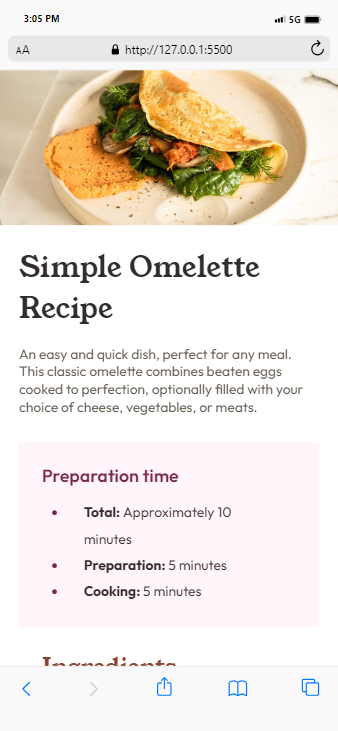 3:05 PM
5G
AA
http://127.0.0.1:5500
Simple Omelette
Recipe
An easy and quick dish, perfect for any meal.
This classic omelette combines beaten eggs
cooked to perfection, optionally filled with your
choice of cheese, vegetables, or meats.
Preparation time
• Total: Approximately 10
minutes
• Preparation: 5 minutes
• Cooking: 5 minutes
Ingredients